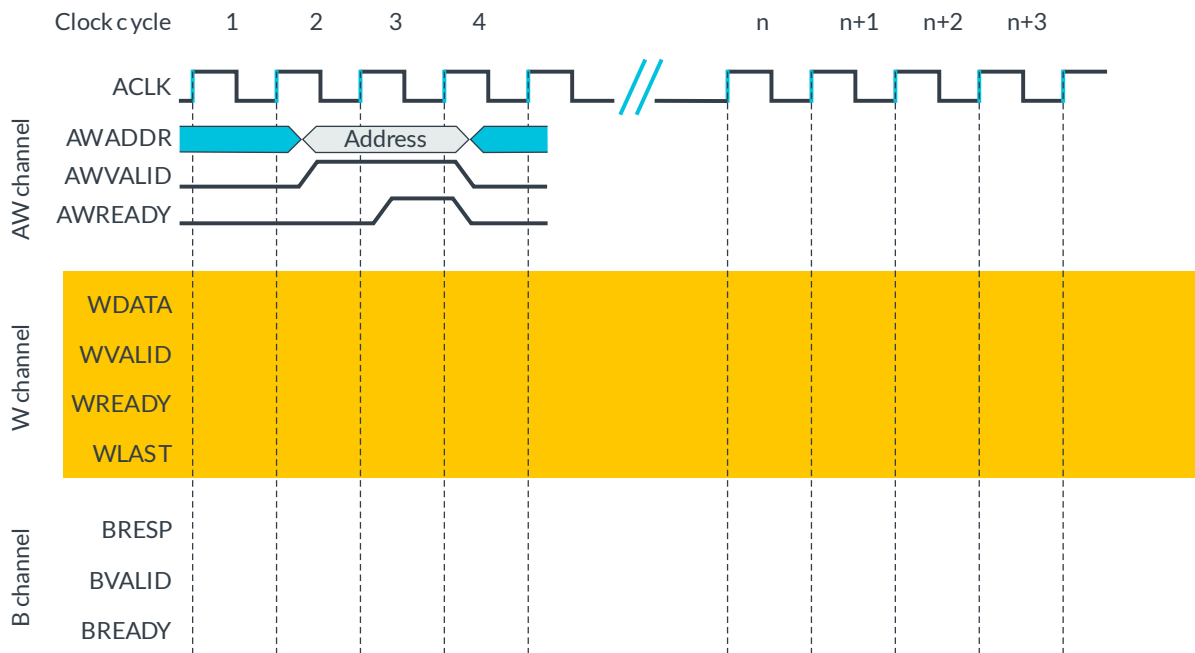 Clock cycle 1 2 3 4 n n+1 n+2 n+3
ACLK
AW channel
AWADDR Address
AWVALID
AWREADY
W channel
WDATA
WVALID
WREADY
WLAST
B channel
BRESP
BVALID
BREADY